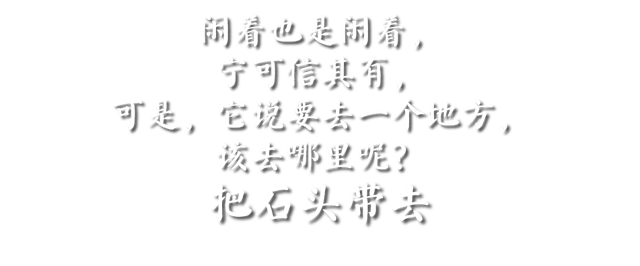 闲着也是闲着，
宁可信其有，
可是，它说要去一个地方，
该去哪里呢？
把石头带去